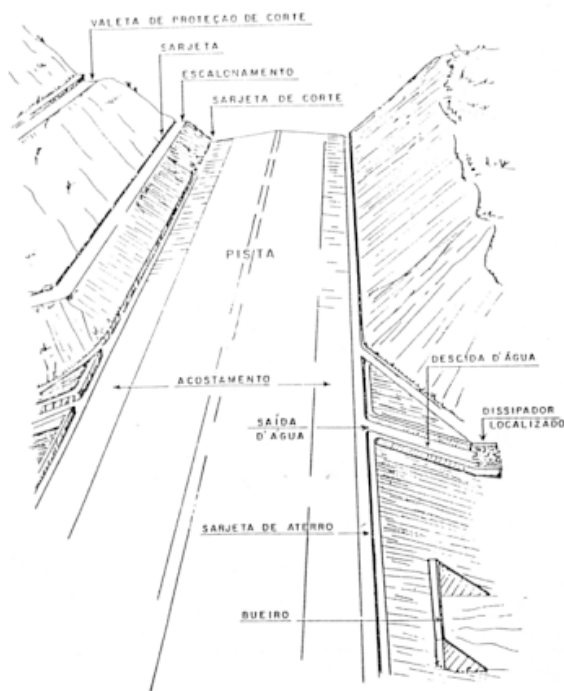 VALETA DE PROTEÇÃO DE CORTE
SARJETA
ESCALONAMENTO
SARJETA DE CORTE
PISTA
DESCIDA D'ÁGUA
ACOSTAMENTO
DISSIPADOR
LOCALIZADO
SAÍDA
D'ÁGUA
SARJETA DE ATERRO
BUEIRO